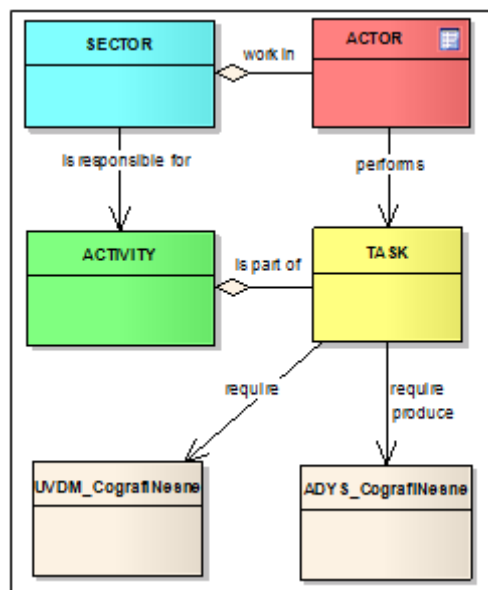 SECTOR
work in
ACTOR
is responsible for
performs
ACTIVITY
is part of
TASK
require
require
produce
UVDM_CografiNesne
ADYS_CografiNesne